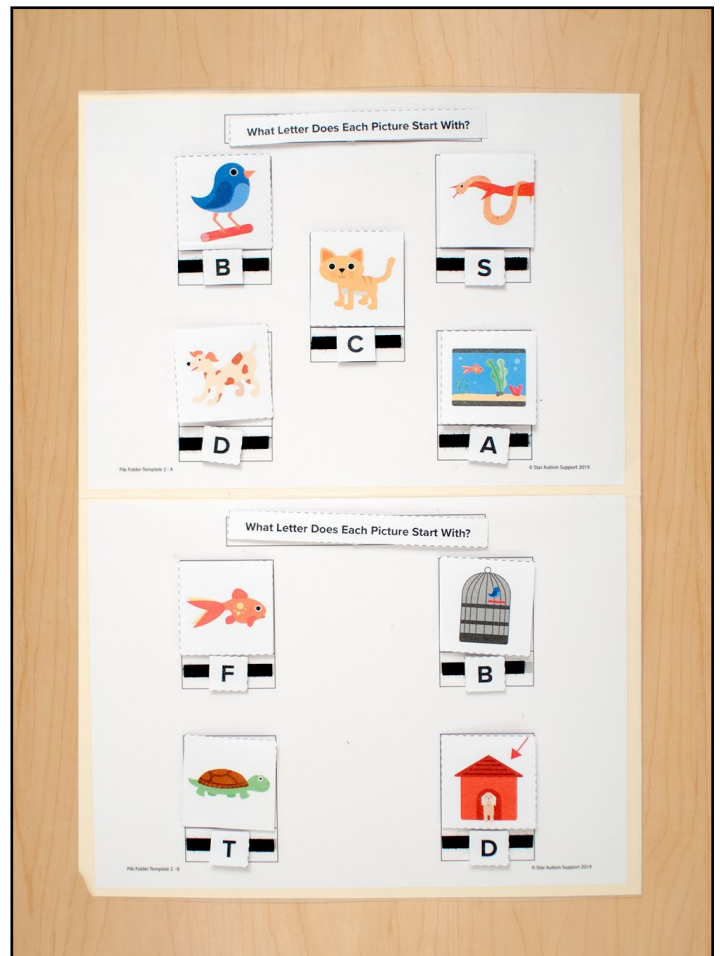 What Letter Does Each Picture Start With?
B
S
C
D
A
File Folder Template 2 - A
© Star Autism Support 2019
What Letter Does Each Picture Start With?
F
B
T
D
File Folder Template 2 - B
© Star Autism Support 2019